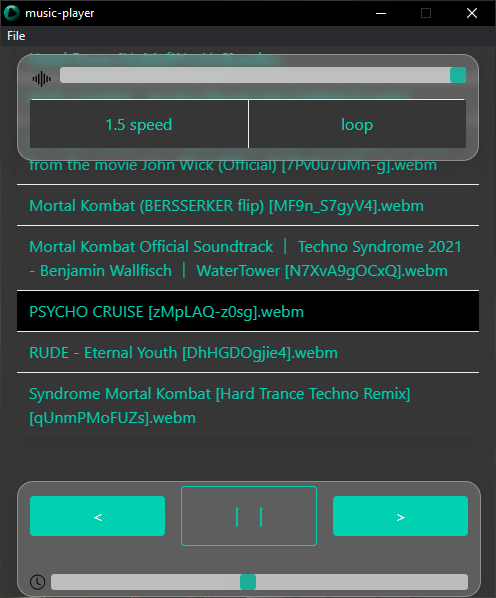 music-player
File
1.5 speed
loop
from the movie John Wick (Official) [7Pv0u7uMn-g].webm
Mortal Kombat (BERSSERKER flip) [MF9n_S7gyV4].webm
Mortal Kombat Official Soundtrack ｜ Techno Syndrome 2021
- Benjamin Wallfisch ｜ WaterTower [N7XvA9gOCxQ].webm
PSYCHO CRUISE [zMpLAQ-z0sg].webm
RUDE - Eternal Youth [DhHGDOgjie4].webm
Syndrome Mortal Kombat [Hard Trance Techno Remix]
[qUnmPMoFUZs].webm
<
[ ]
>